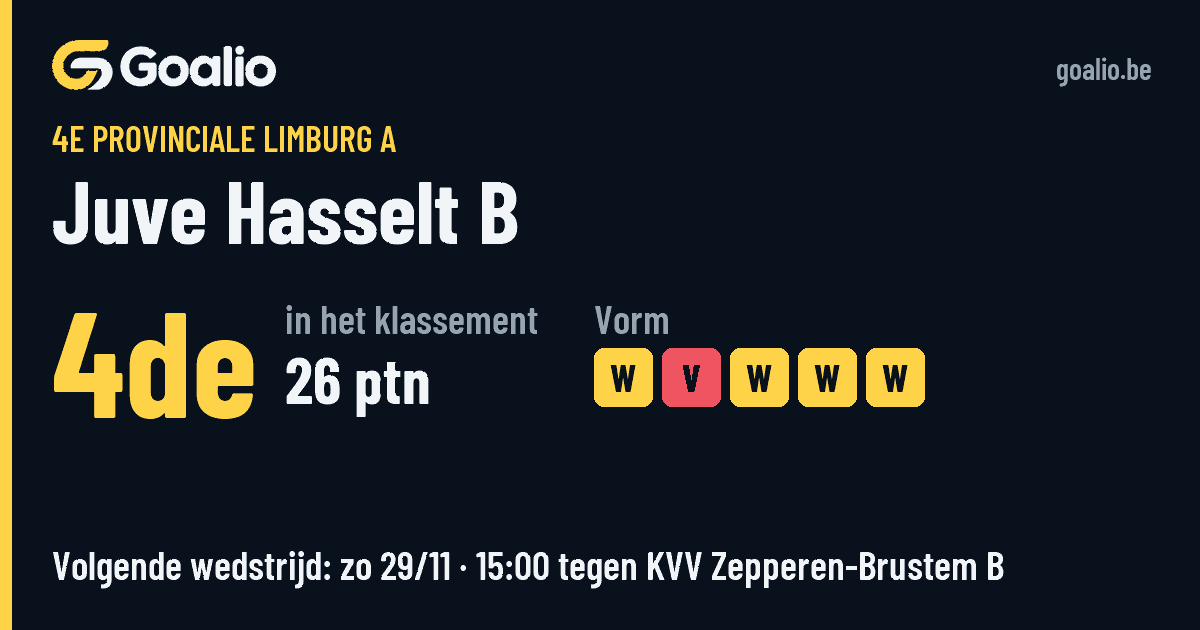 Goalio
goalio.be
4E PROVINCIALE LIMBURG A
Juve Hasselt B
4de
in het klassement
26 ptn
Vorm
W V W W W
Volgende wedstrijd: zo 29/11 · 15:00 tegen KVV Zepperen-Brustem B